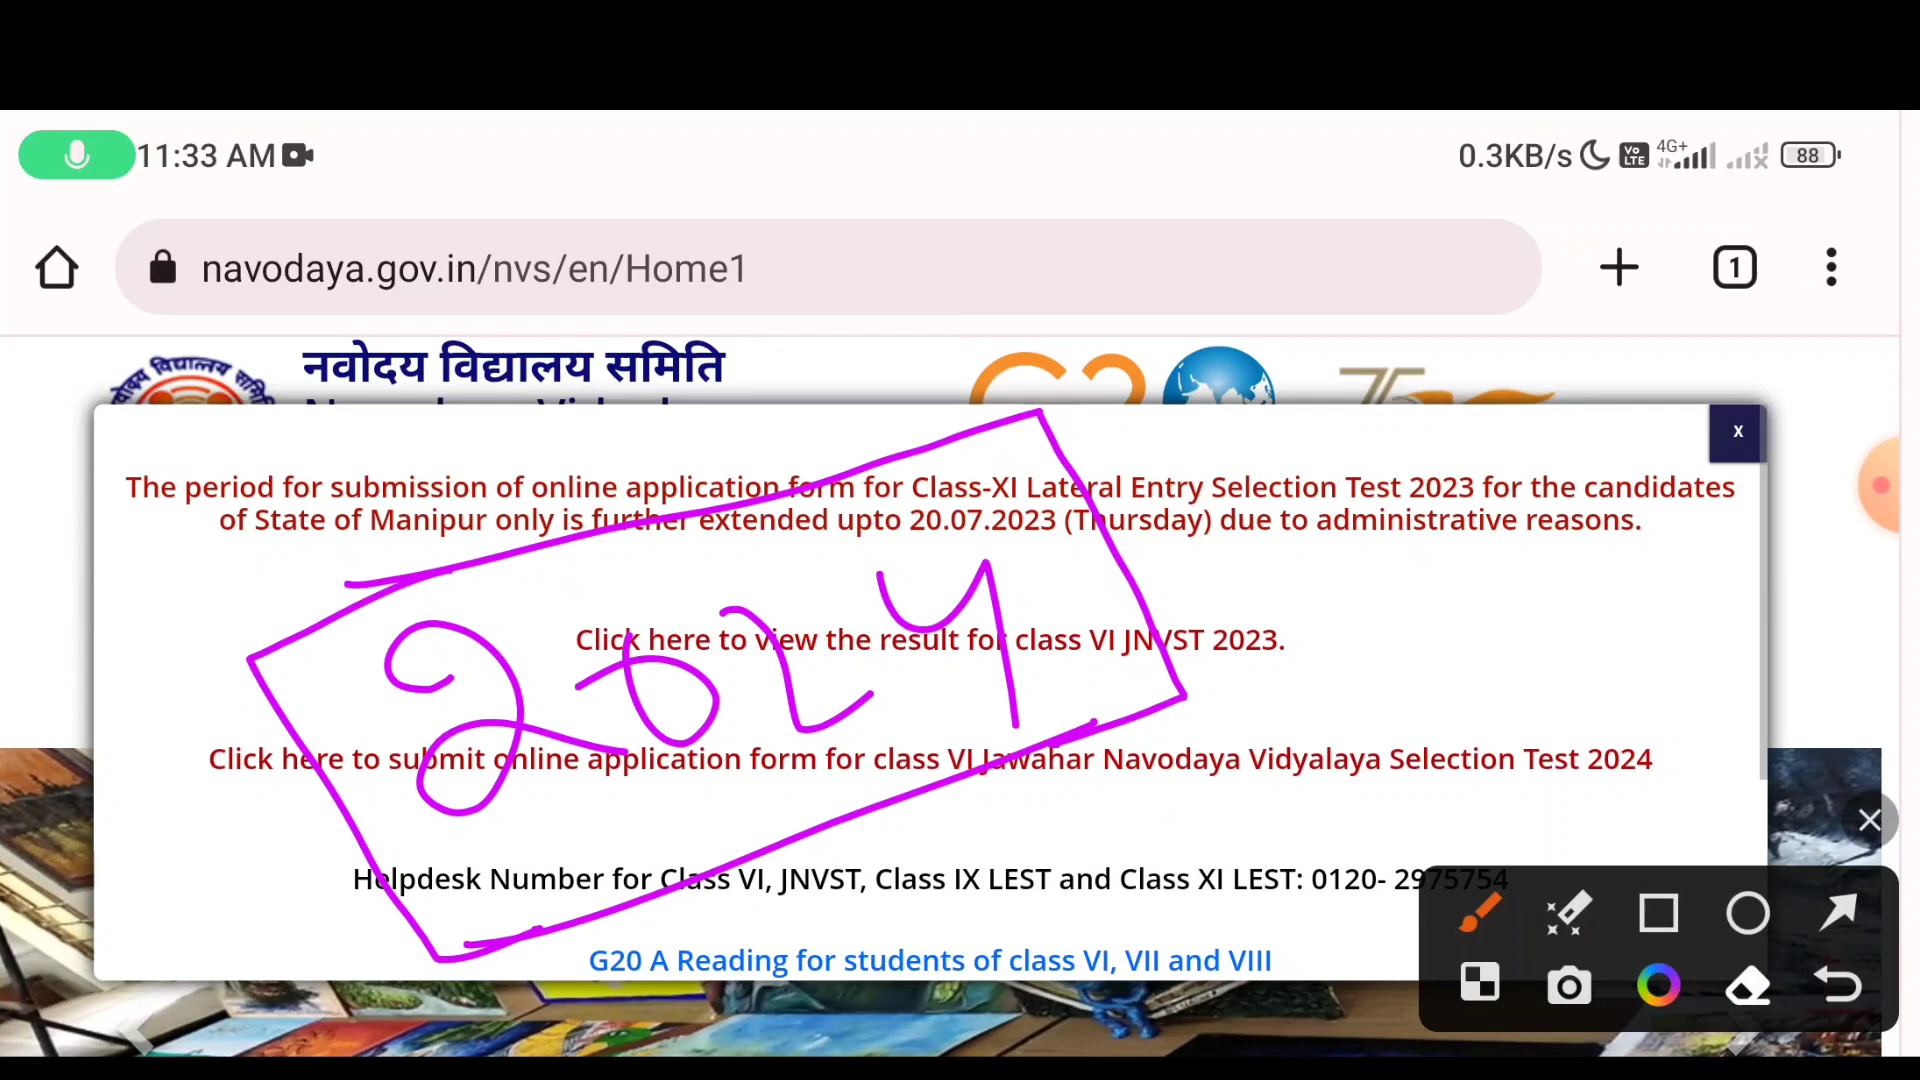 11:33 AM
0.3KB/s Vo LTE 4G+ 88
navodaya.gov.in/nvs/en/Home1
1
नवोदय विद्यालय समिति
x
The period for submission of online application form for Class-XI Lateral Entry Selection Test 2023 for the candidates
of State of Manipur only is further extended upto 20.07.2023 (Thursday) due to administrative reasons.
2024
Click here to view the result for class VI JNVST 2023.
Click here to submit online application form for class VI Jawahar Navodaya Vidyalaya Selection Test 2024
Helpdesk Number for Class VI, JNVST, Class IX LEST and Class XI LEST: 0120- 2975754
G20 A Reading for students of class VI, VII and VIII